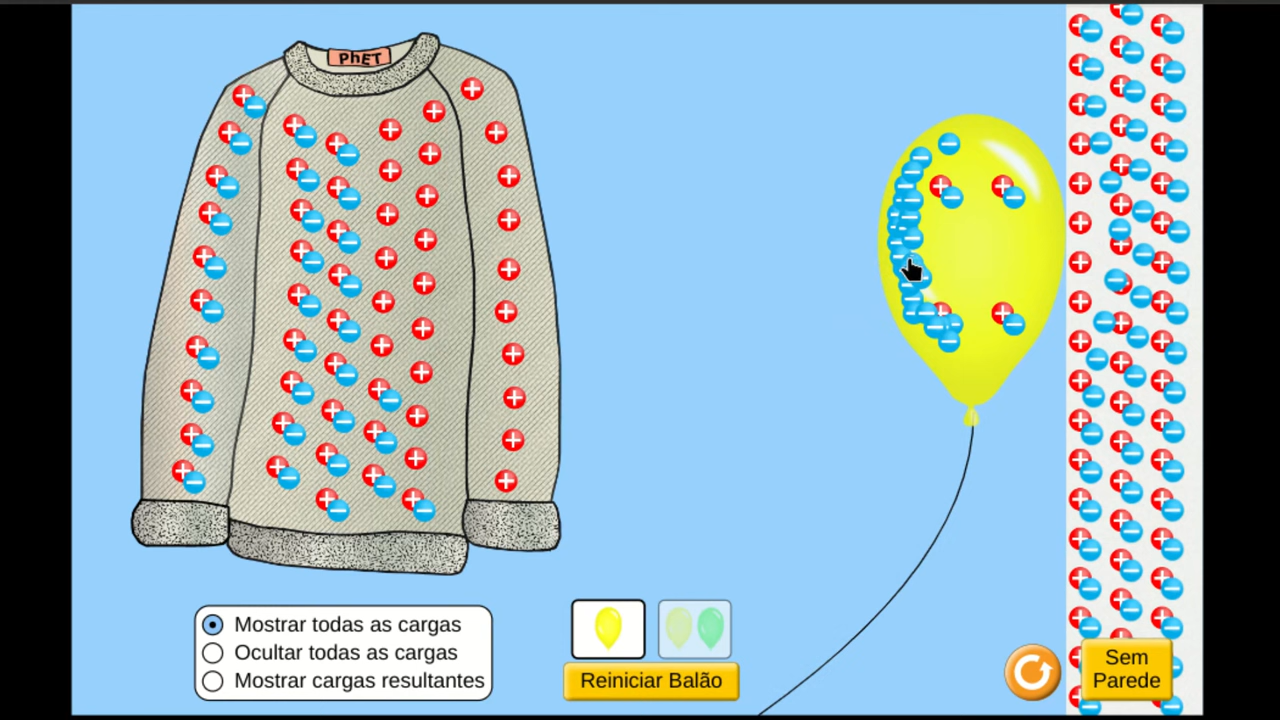 PhET
Mostrar todas as cargas
Ocultar todas as cargas
Mostrar cargas resultantes
Reiniciar Balão
Sem
Parede